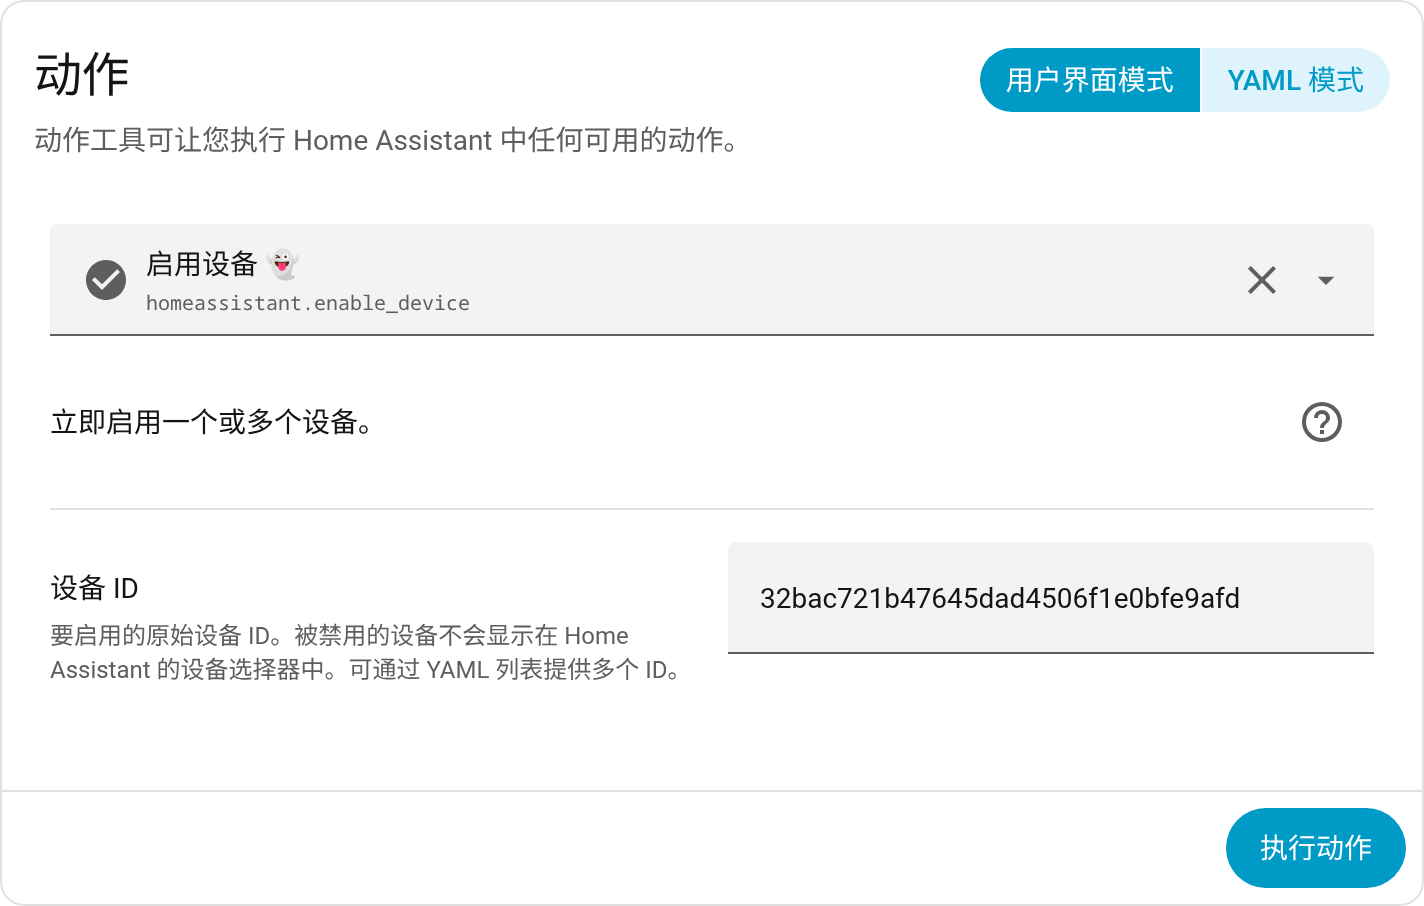 动作
用户界面模式
YAML 模式
动作工具可让您执行 Home Assistant 中任何可用的动作。
启用设备 👻
homeassistant.enable_device
立即启用一个或多个设备。
设备 ID
要启用的原始设备 ID。被禁用的设备不会显示在 Home
Assistant 的设备选择器中。可通过 YAML 列表提供多个 ID。
32bac721b47645dad4506f1e0bfe9afd
执行动作